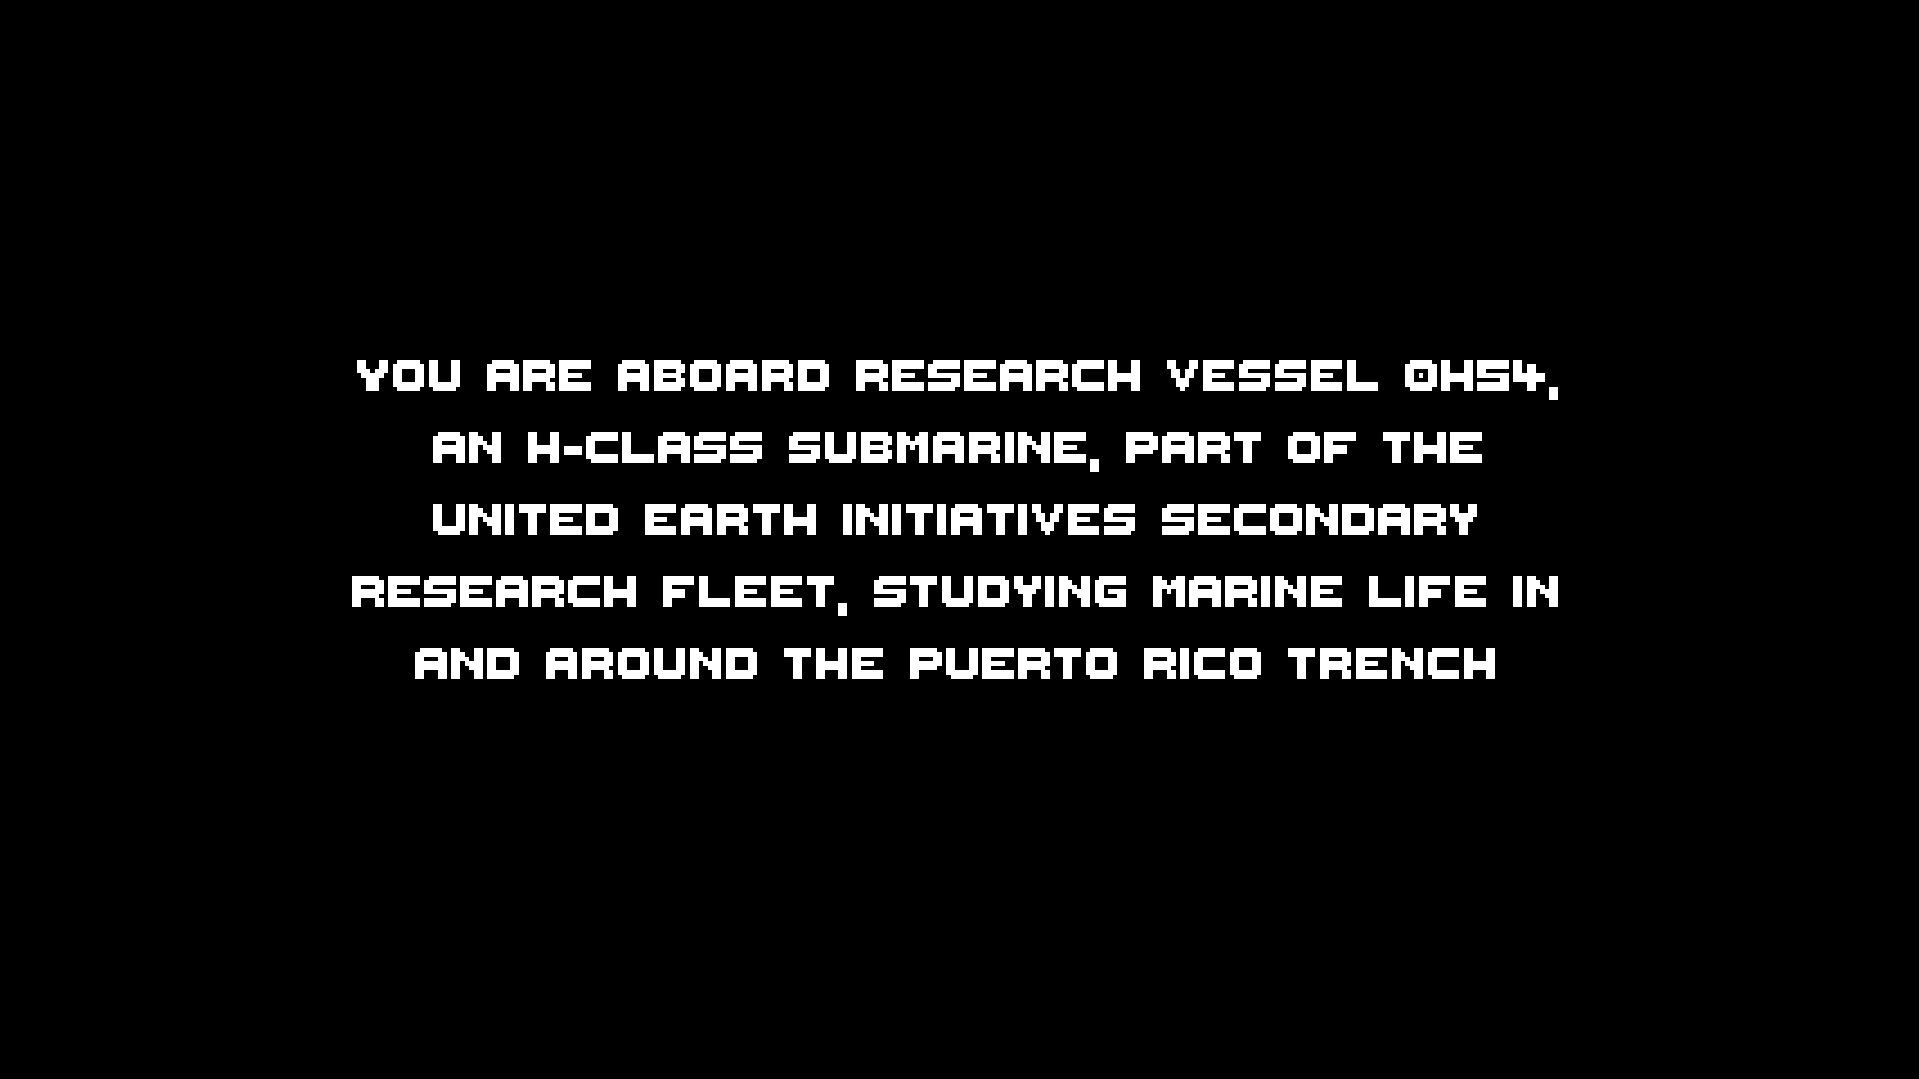 YOU ARE ABOARD RESEARCH VESSEL 0H54,
AN H-CLASS SUBMARINE, PART OF THE
UNITED EARTH INITIATIVES SECONDARY
RESEARCH FLEET, STUDYING MARINE LIFE IN
AND AROUND THE PUERTO RICO TRENCH